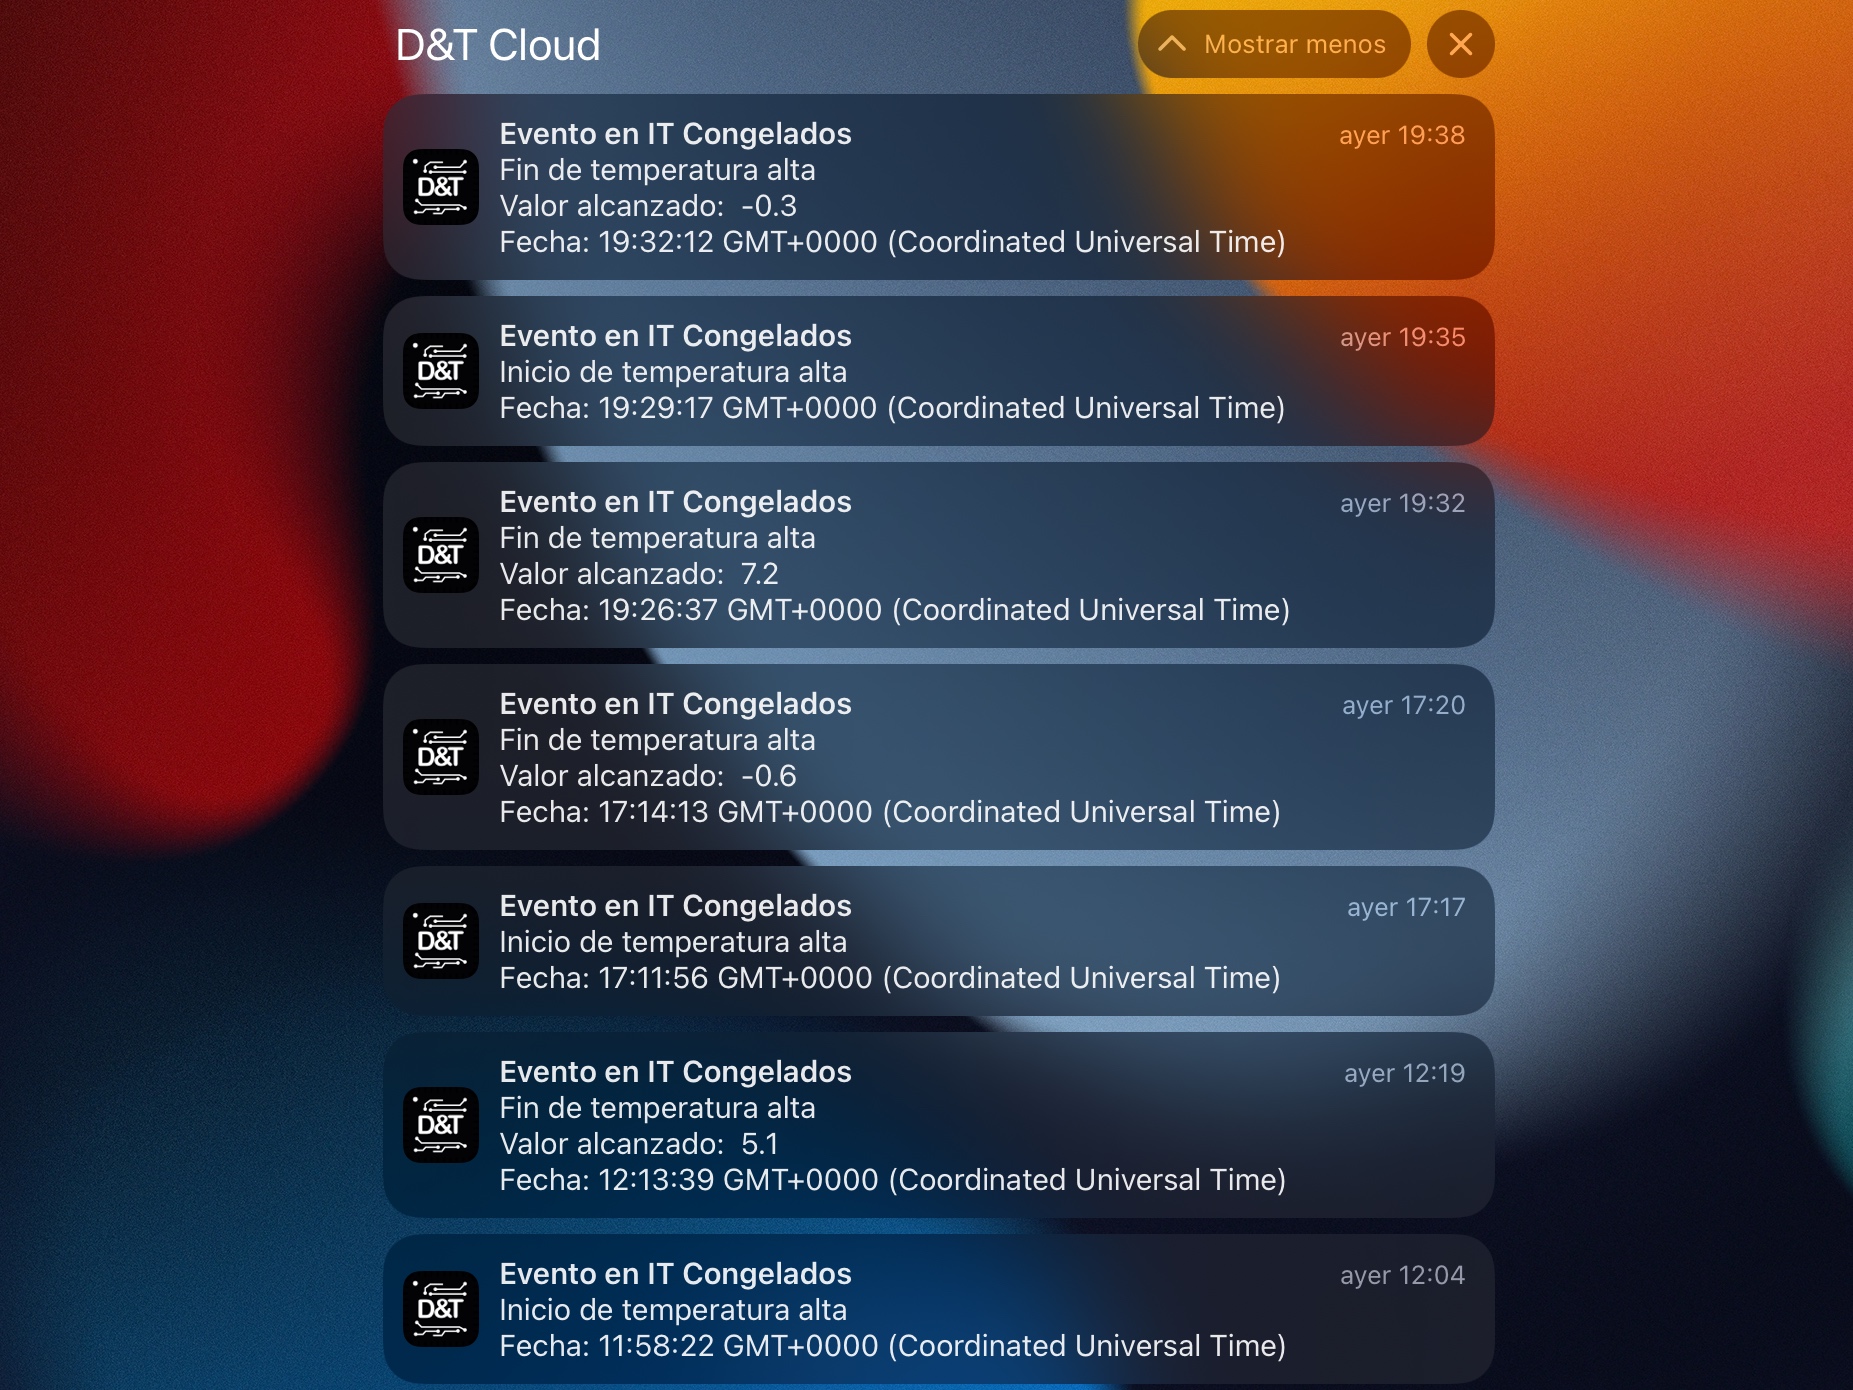 D&T Cloud
Mostrar menos
Evento en IT Congelados
ayer 19:38
Fin de temperatura alta
Valor alcanzado:  -0.3
Fecha: 19:32:12 GMT+0000 (Coordinated Universal Time)
D&T
Evento en IT Congelados
ayer 19:35
Inicio de temperatura alta
Fecha: 19:29:17 GMT+0000 (Coordinated Universal Time)
D&T
Evento en IT Congelados
ayer 19:32
Fin de temperatura alta
Valor alcanzado:  7.2
Fecha: 19:26:37 GMT+0000 (Coordinated Universal Time)
D&T
Evento en IT Congelados
ayer 17:20
Fin de temperatura alta
Valor alcanzado:  -0.6
Fecha: 17:14:13 GMT+0000 (Coordinated Universal Time)
D&T
Evento en IT Congelados
ayer 17:17
Inicio de temperatura alta
Fecha: 17:11:56 GMT+0000 (Coordinated Universal Time)
D&T
Evento en IT Congelados
ayer 12:19
Fin de temperatura alta
Valor alcanzado:  5.1
Fecha: 12:13:39 GMT+0000 (Coordinated Universal Time)
D&T
Evento en IT Congelados
ayer 12:04
Inicio de temperatura alta
Fecha: 11:58:22 GMT+0000 (Coordinated Universal Time)
D&T